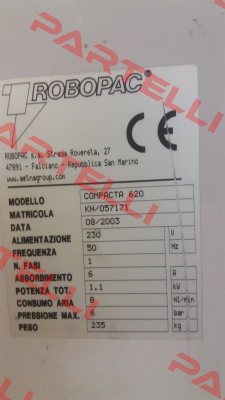 PARTELLI
ROBOPAC®
ROBOPAC s.a. Strada Rovereta, 27
47891 - Falciano - Repubblica San Marino
www.aetnagroup.com
CE
MODELLO COMPACTA 620
MATRICOLA KH/057171
DATA 08/2003
ALIMENTAZIONE 230 V
FREQUENZA 50 Hz
N. FASI 1
ASSORBIMENTO 6 A
POTENZA TOT. 1.1 kW
CONSUMO ARIA 8 Nl/Min
PRESSIONE MAX. 6 bar
PESO 235 kg